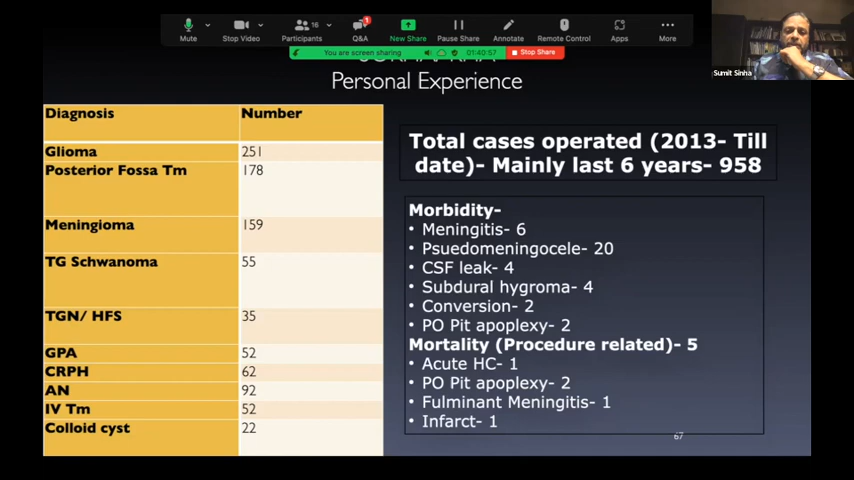 16
1
Mute
Stop Video
Participants
Q&A
New Share
Pause Share
Annotate
Remote Control
Apps
More
You are screen sharing
01:40:57
Stop Share
Sumit Sinha
Personal Experience
Diagnosis Number
Glioma 251
Posterior Fossa Tm 178
Meningioma 159
TG Schwanoma 55
TGN/ HFS 35
GPA 52
CRPH 62
AN 92
IV Tm 52
Colloid cyst 22
Total cases operated (2013- Till
date)- Mainly last 6 years- 958
Morbidity-
• Meningitis- 6
• Psuedomeningocele- 20
• CSF leak- 4
• Subdural hygroma- 4
• Conversion- 2
• PO Pit apoplexy- 2
Mortality (Procedure related)- 5
• Acute HC- 1
• PO Pit apoplexy- 2
• Fulminant Meningitis- 1
• Infarct- 1
67